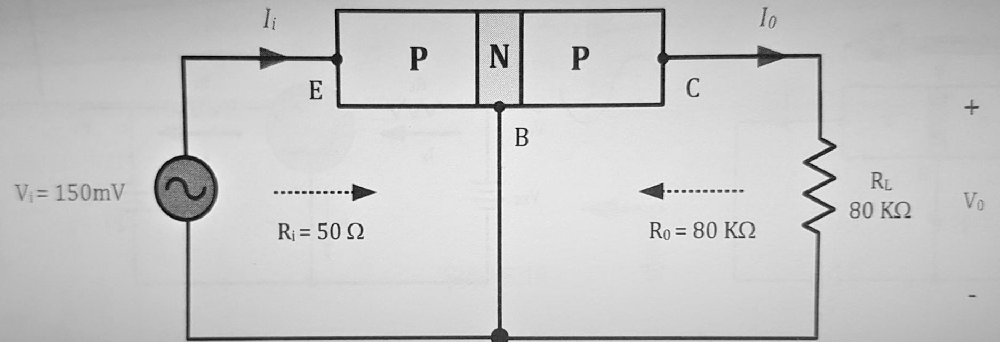 Ii
I0
P
N
P
E
C
B
+
Vi = 150mV
Ri = 50 Ω
R0 = 80 KΩ
RL
80 KΩ
V0
-